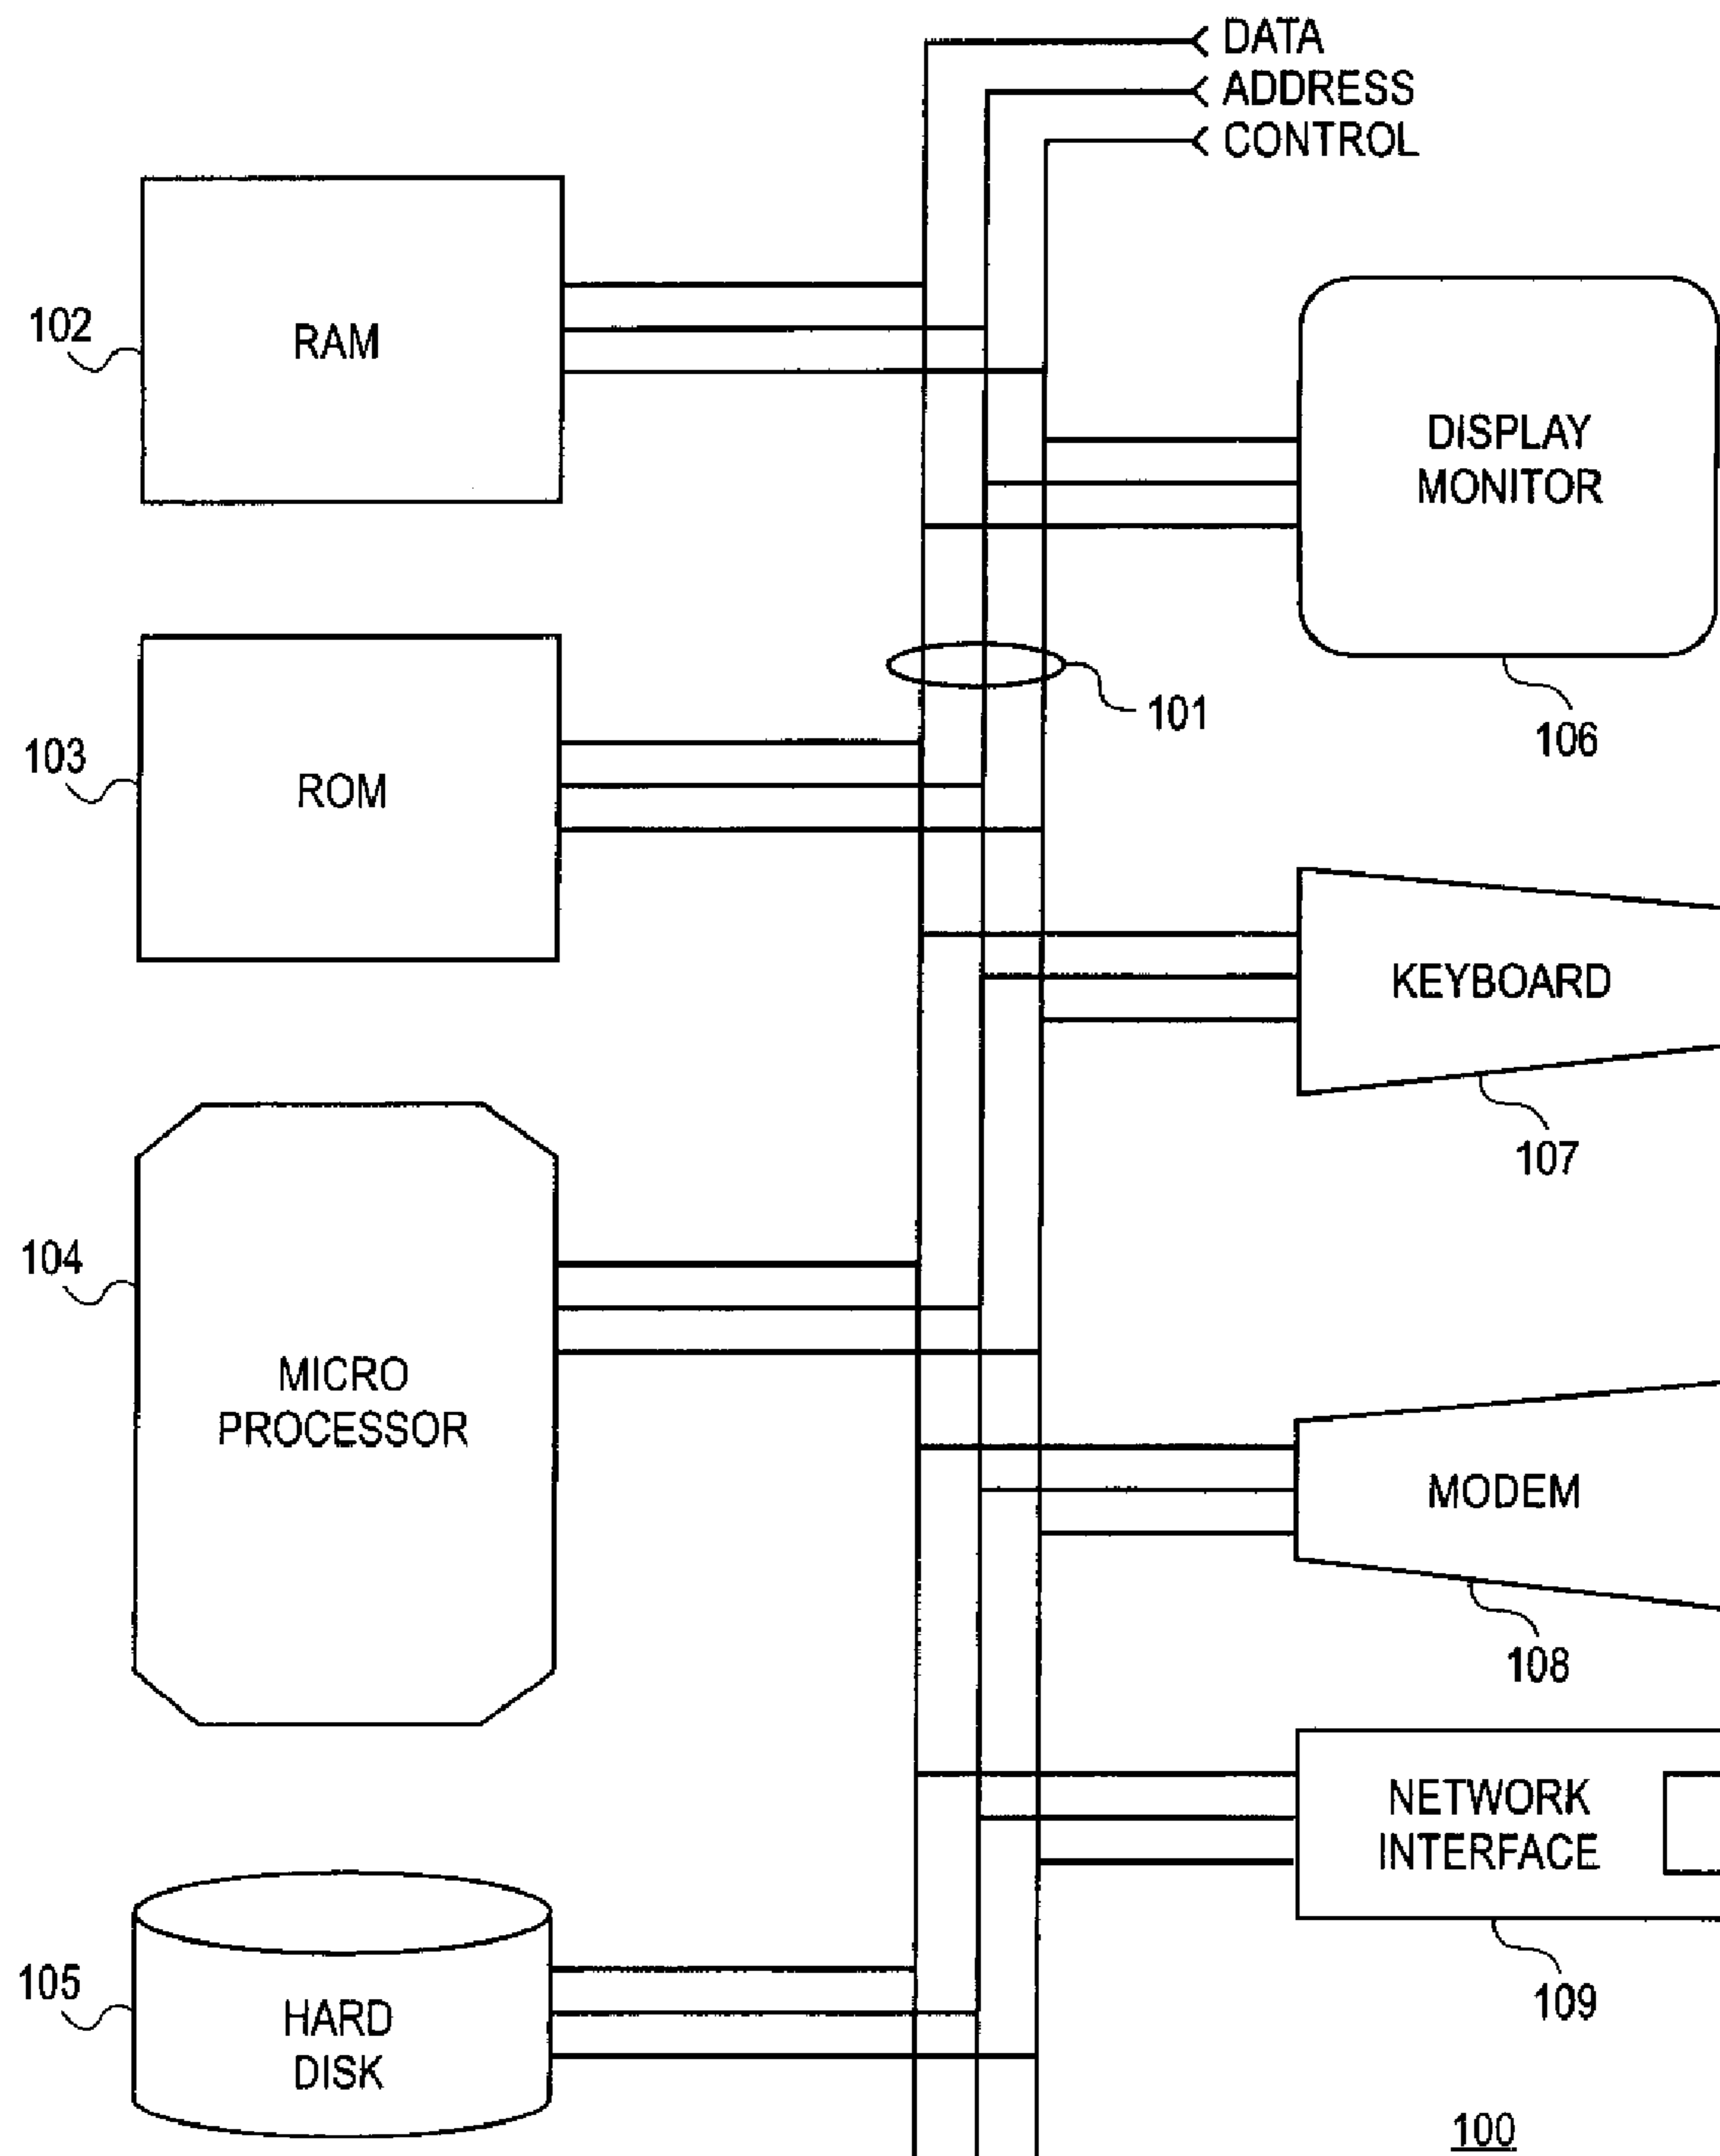 DATA
ADDRESS
CONTROL
102
RAM
DISPLAY
MONITOR
101
106
103
ROM
KEYBOARD
107
104
MICRO
PROCESSOR
MODEM
108
NETWORK
INTERFACE
109
105
HARD
DISK
100